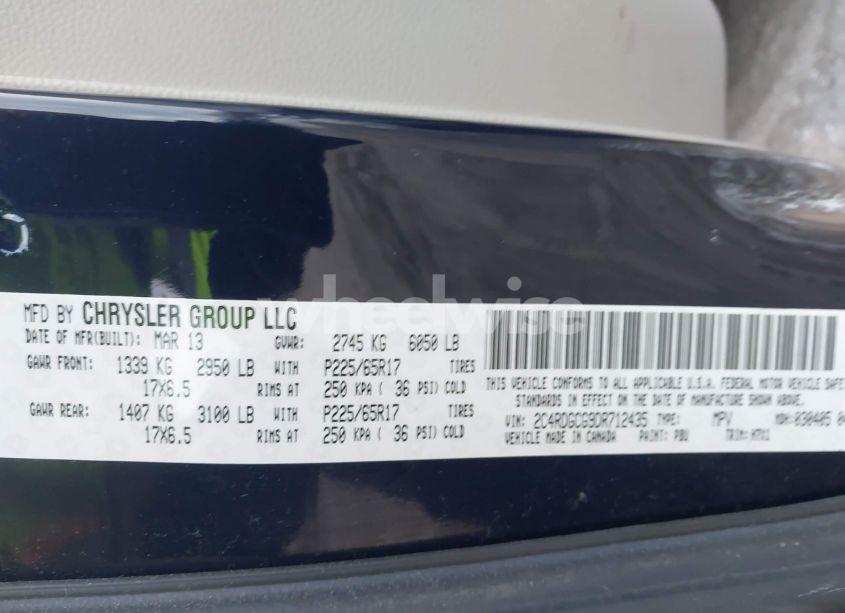 MFD BY CHRYSLER GROUP LLC
DATE OF MFR(BUILT): MAR 13 GVWR: 2745 KG 6050 LB
GAWR FRONT: 1339 KG 2950 LB WITH P225/65R17 TIRES
17X6.5 RIMS AT 250 KPA ( 36 PSI) COLD
GAWR REAR: 1407 KG 3100 LB WITH P225/65R17 TIRES
17X6.5 RIMS AT 250 KPA ( 36 PSI) COLD
THIS VEHICLE CONFORMS TO ALL APPLICABLE U.S.A. FEDERAL MOTOR VEHICLE SAFET
STANDARDS IN EFFECT ON THE DATE OF MANUFACTURE SHOWN ABOVE.
VIN: 2C4RDGCG9DR712435 TYPE: MPV MDH:030405 04
VEHICLE MADE IN CANADA PAINT: PBU TRIM:
wheelwise